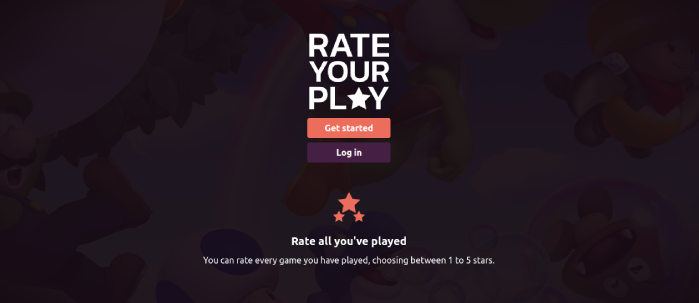 RATE
YOUR
PL★Y
Get started
Log in
Rate all you've played
You can rate every game you have played, choosing between 1 to 5 stars.